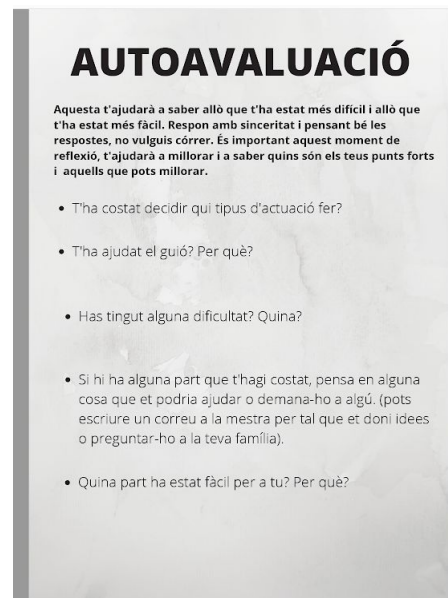 AUTOAVALUACIÓ
Aquesta t'ajudarà a saber allò que t'ha estat més difícil i allò que
t'ha estat més fàcil. Respon amb sinceritat i pensant bé les
respostes, no vulguis córrer. És important aquest moment de
reflexió, t'ajudarà a millorar i a saber quins són els teus punts forts
i aquells que pots millorar.
• T'ha costat decidir qui tipus d'actuació fer?
• T'ha ajudat el guió? Per què?
• Has tingut alguna dificultat? Quina?
• Si hi ha alguna part que t'hagi costat, pensa en alguna
cosa que et podria ajudar o demana-ho a algú. (pots
escriure un correu a la mestra per tal que et doni idees
o preguntar-ho a la teva família).
• Quina part ha estat fàcil per a tu? Per què?